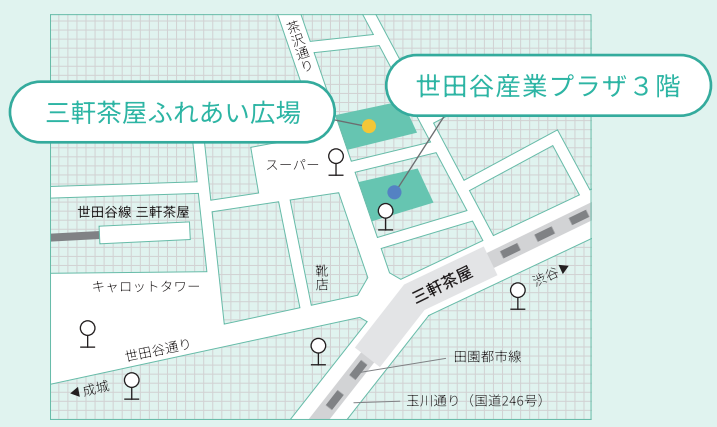 茶沢通り
世田谷産業プラザ３階
三軒茶屋ふれあい広場
スーパー
世田谷線 三軒茶屋
キャロットタワー
靴店
三軒茶屋
渋谷▶
世田谷通り
田園都市線
◀成城
玉川通り（国道246号）